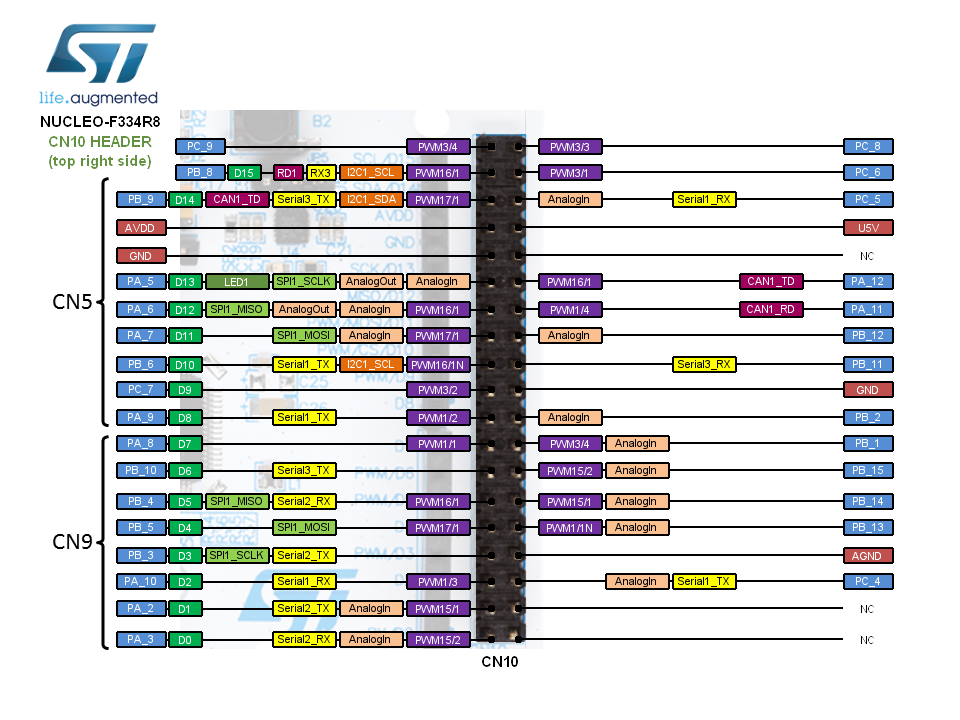 ST
life.augmented
NUCLEO-F334R8
CN10 HEADER
(top right side)
B2
PC_9 PWM3/4 PWM3/3 PC_8
PB_8 D15 RD1 RX3 I2C1_SCL PWM16/1 PWM3/1 PC_6
PB_9 D14 CAN1_TD Serial3_TX I2C1_SDA PWM17/1 AnalogIn Serial1_RX PC_5
AVDD U5V
GND NC
CN5
PA_5 D13 LED1 SPI1_SCLK AnalogOut AnalogIn PWM16/1 CAN1_TD PA_12
PA_6 D12 SPI1_MISO AnalogOut AnalogIn PWM16/1 PWM1/4 CAN1_RD PA_11
PA_7 D11 SPI1_MOSI AnalogIn PWM17/1 AnalogIn PB_12
PB_6 D10 Serial1_TX I2C1_SCL PWM16/1N Serial3_RX PB_11
PC_7 D9 PWM3/2 GND
PA_9 D8 Serial1_TX PWM1/2 AnalogIn PB_2
PA_8 D7 PWM1/1 PWM3/4 AnalogIn PB_1
PB_10 D6 Serial3_TX PWM15/2 AnalogIn PB_15
PB_4 D5 SPI1_MISO Serial2_RX PWM16/1 PWM15/1 AnalogIn PB_14
PB_5 D4 SPI1_MOSI PWM17/1 PWM1/1N AnalogIn PB_13
CN9
PB_3 D3 SPI1_SCLK Serial2_TX AGND
PA_10 D2 Serial1_RX PWM1/3 AnalogIn Serial1_TX PC_4
PA_2 D1 Serial2_TX AnalogIn PWM15/1 NC
PA_3 D0 Serial2_RX AnalogIn PWM15/2 NC
CN10